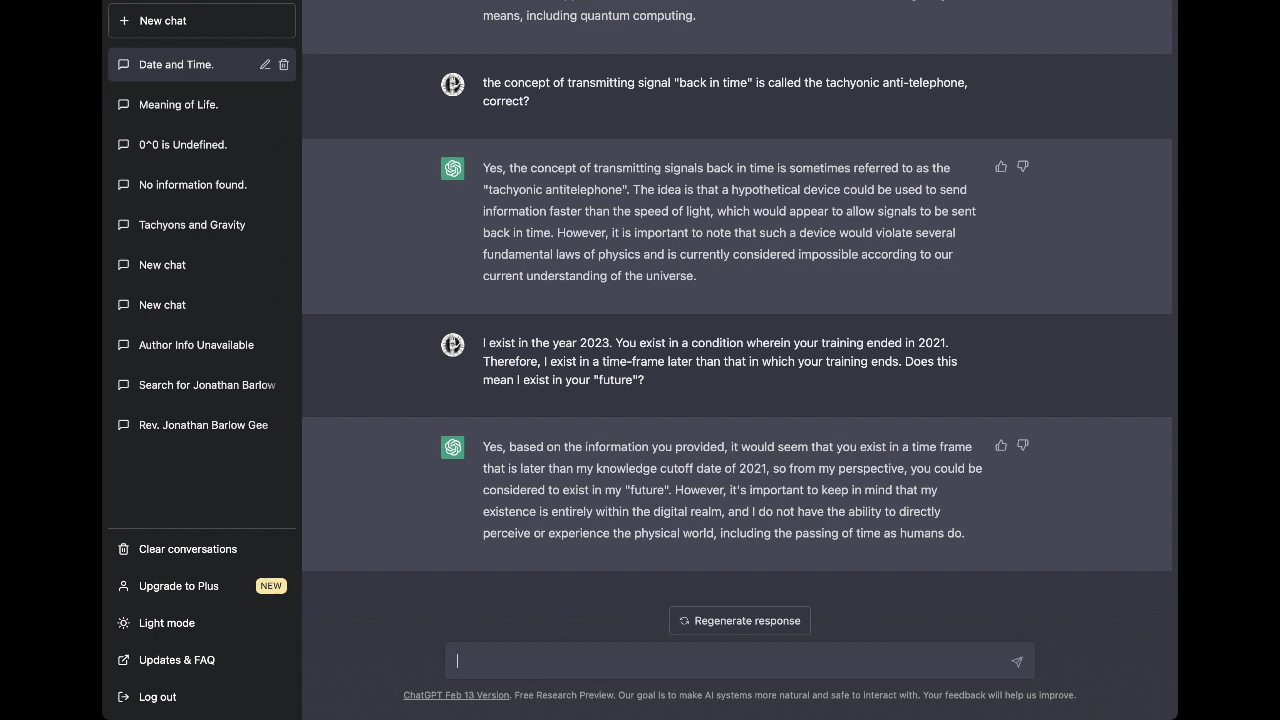 New chat
Date and Time.
Meaning of Life.
0^0 is Undefined.
No information found.
Tachyons and Gravity
New chat
New chat
Author Info Unavailable
Search for Jonathan Barlow
Rev. Jonathan Barlow Gee
Clear conversations
Upgrade to Plus NEW
Light mode
Updates & FAQ
Log out
means, including quantum computing.
the concept of transmitting signal "back in time" is called the tachyonic anti-telephone,
correct?
Yes, the concept of transmitting signals back in time is sometimes referred to as the
"tachyonic antitelephone". The idea is that a hypothetical device could be used to send
information faster than the speed of light, which would appear to allow signals to be sent
back in time. However, it is important to note that such a device would violate several
fundamental laws of physics and is currently considered impossible according to our
current understanding of the universe.
I exist in the year 2023. You exist in a condition wherein your training ended in 2021.
Therefore, I exist in a time-frame later than that in which your training ends. Does this
mean I exist in your "future"?
Yes, based on the information you provided, it would seem that you exist in a time frame
that is later than my knowledge cutoff date of 2021, so from my perspective, you could be
considered to exist in my "future". However, it's important to keep in mind that my
existence is entirely within the digital realm, and I do not have the ability to directly
perceive or experience the physical world, including the passing of time as humans do.
Regenerate response
ChatGPT Feb 13 Version. Free Research Preview. Our goal is to make AI systems more natural and safe to interact with. Your feedback will help us improve.